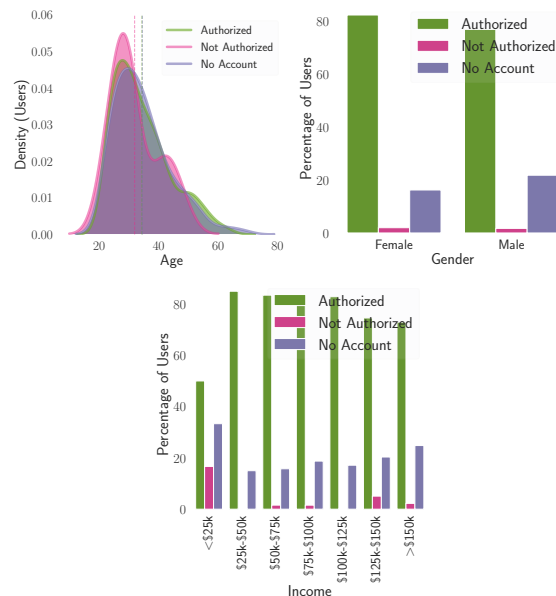 0.06
0.05
0.04
0.03
0.02
0.01
0.00
Density (Users)
Authorized
Not Authorized
No Account
20
40
60
80
Age
80
60
40
20
0
Percentage of Users
Authorized
Not Authorized
No Account
Female
Male
Gender
80
60
40
20
0
Percentage of Users
Authorized
Not Authorized
No Account
<$25k
$25k-$50k
$50k-$75k
$75k-$100k
$100k-$125k
$125k-$150k
>$150k
Income